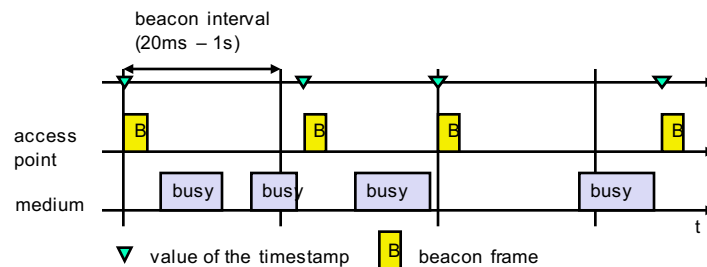 beacon interval
(20ms – 1s)
B B B B
access
point
busy busy busy busy
medium
t
value of the timestamp B beacon frame